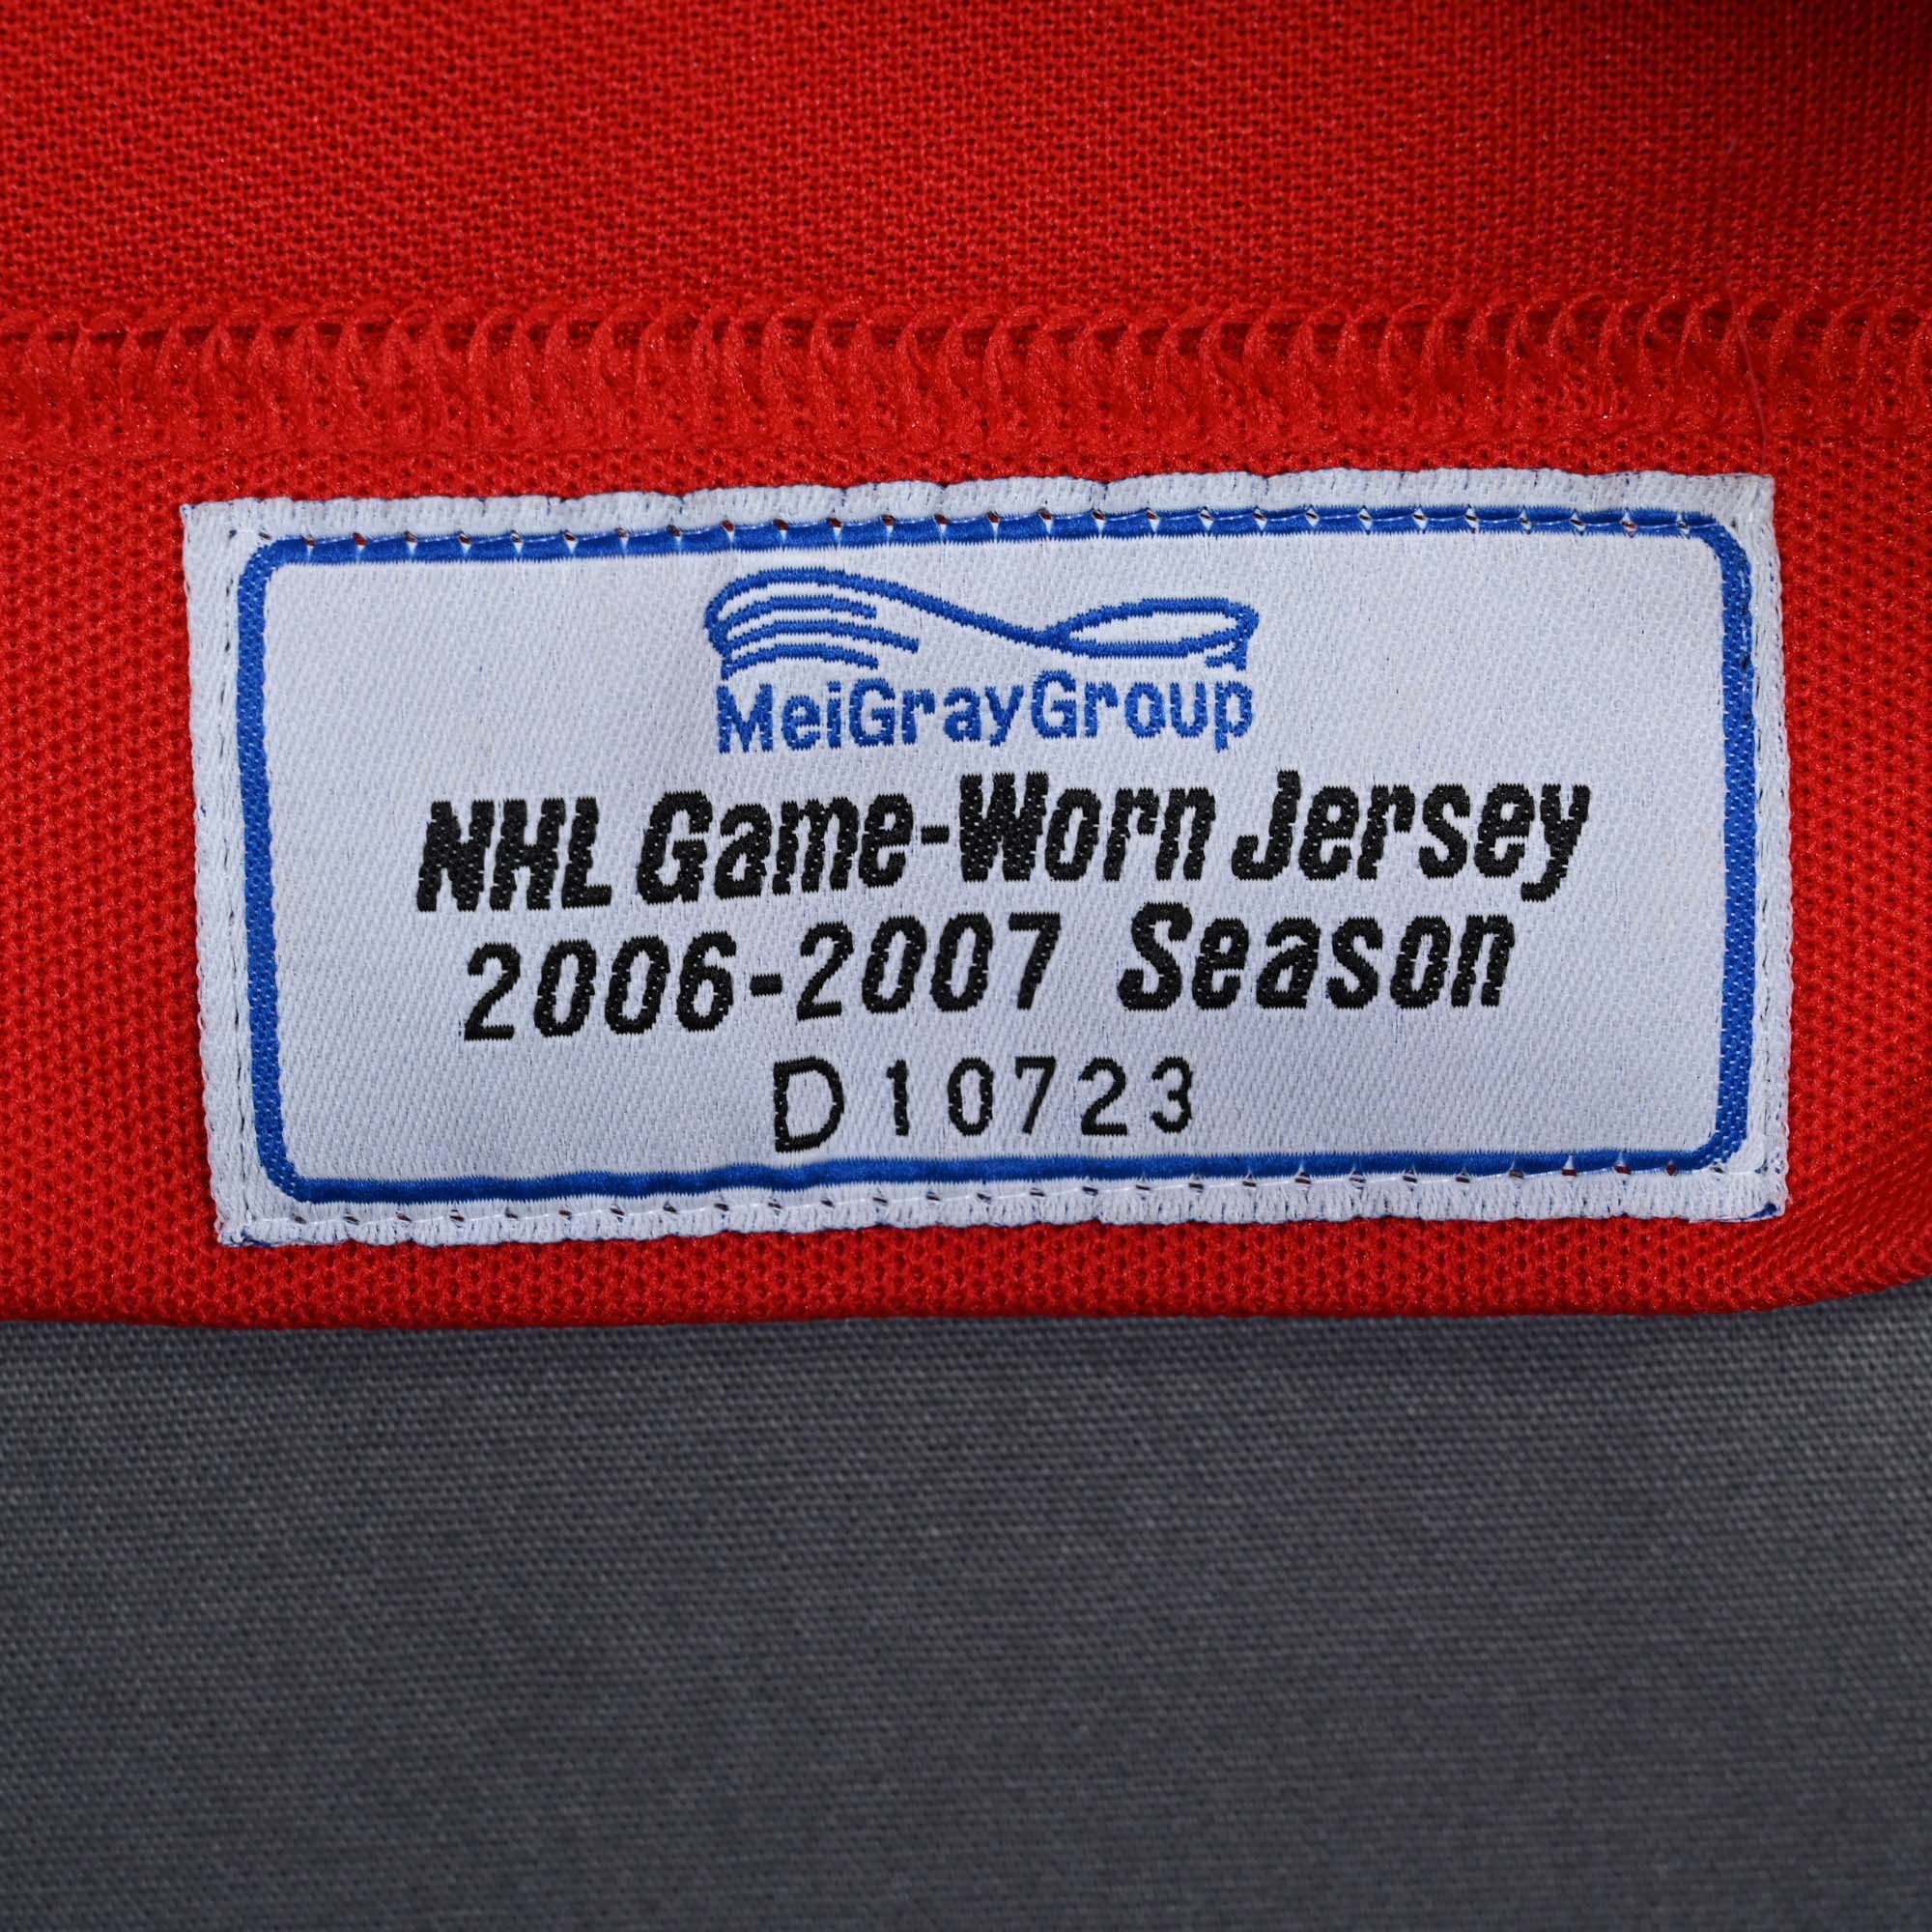 MeiGrayGroup
NHL Game-Worn Jersey
2006-2007 Season
D10723